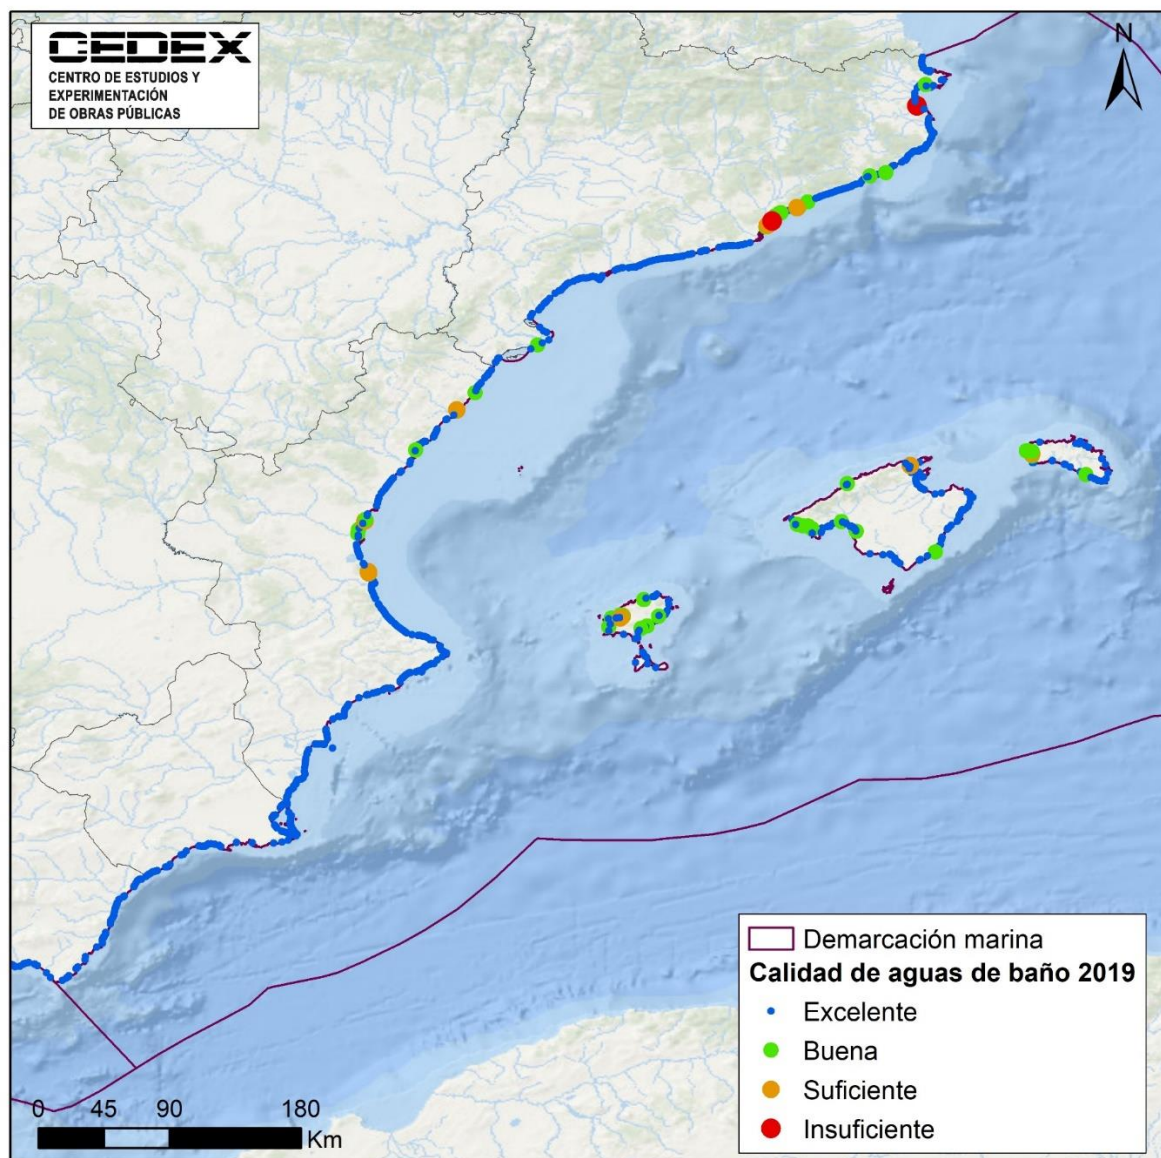 CEDEX
CENTRO DE ESTUDIOS Y
EXPERIMENTACIÓN
DE OBRAS PÚBLICAS
N
Demarcación marina
Calidad de aguas de baño 2019
Excelente
Buena
Suficiente
Insuficiente
0 45 90 180
Km